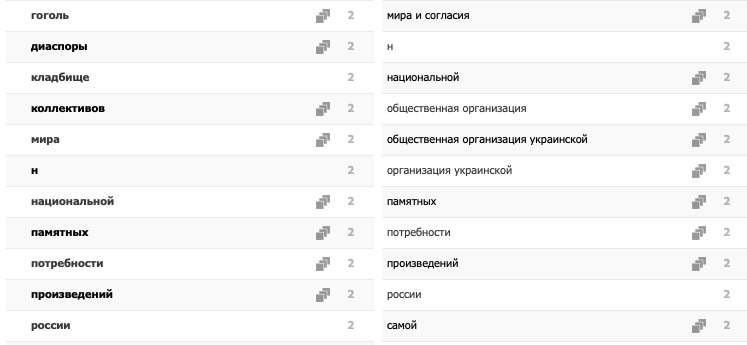 гоголь 2
диаспоры 2
кладбище 2
коллективов 2
мира 2
н 2
национальной 2
памятных 2
потребности 2
произведений 2
россии 2
мира и согласия 2
н 2
национальной 2
общественная организация 2
общественная организация украинской 2
организация украинской 2
памятных 2
потребности 2
произведений 2
россии 2
самой 2